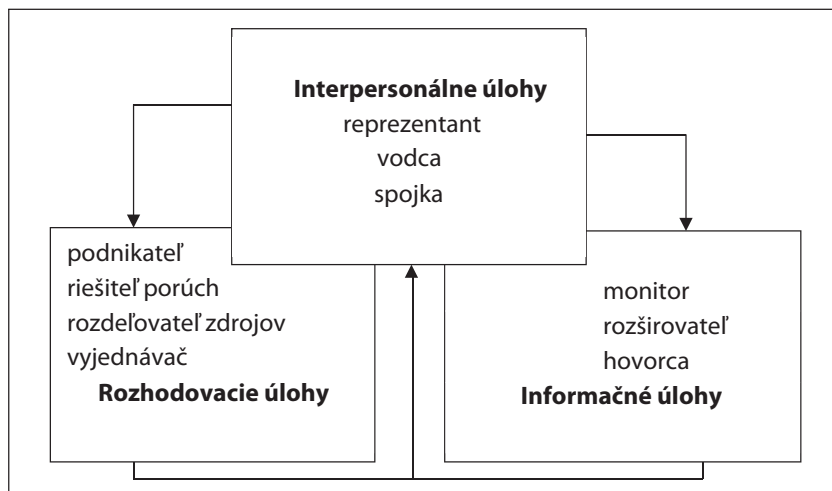 Interpersonálne úlohy
reprezentant
vodca
spojka
podnikateľ
riešiteľ porúch
rozdeľovateľ zdrojov
vyjednávač
Rozhodovacie úlohy
monitor
rozširovateľ
hovorca
Informačné úlohy